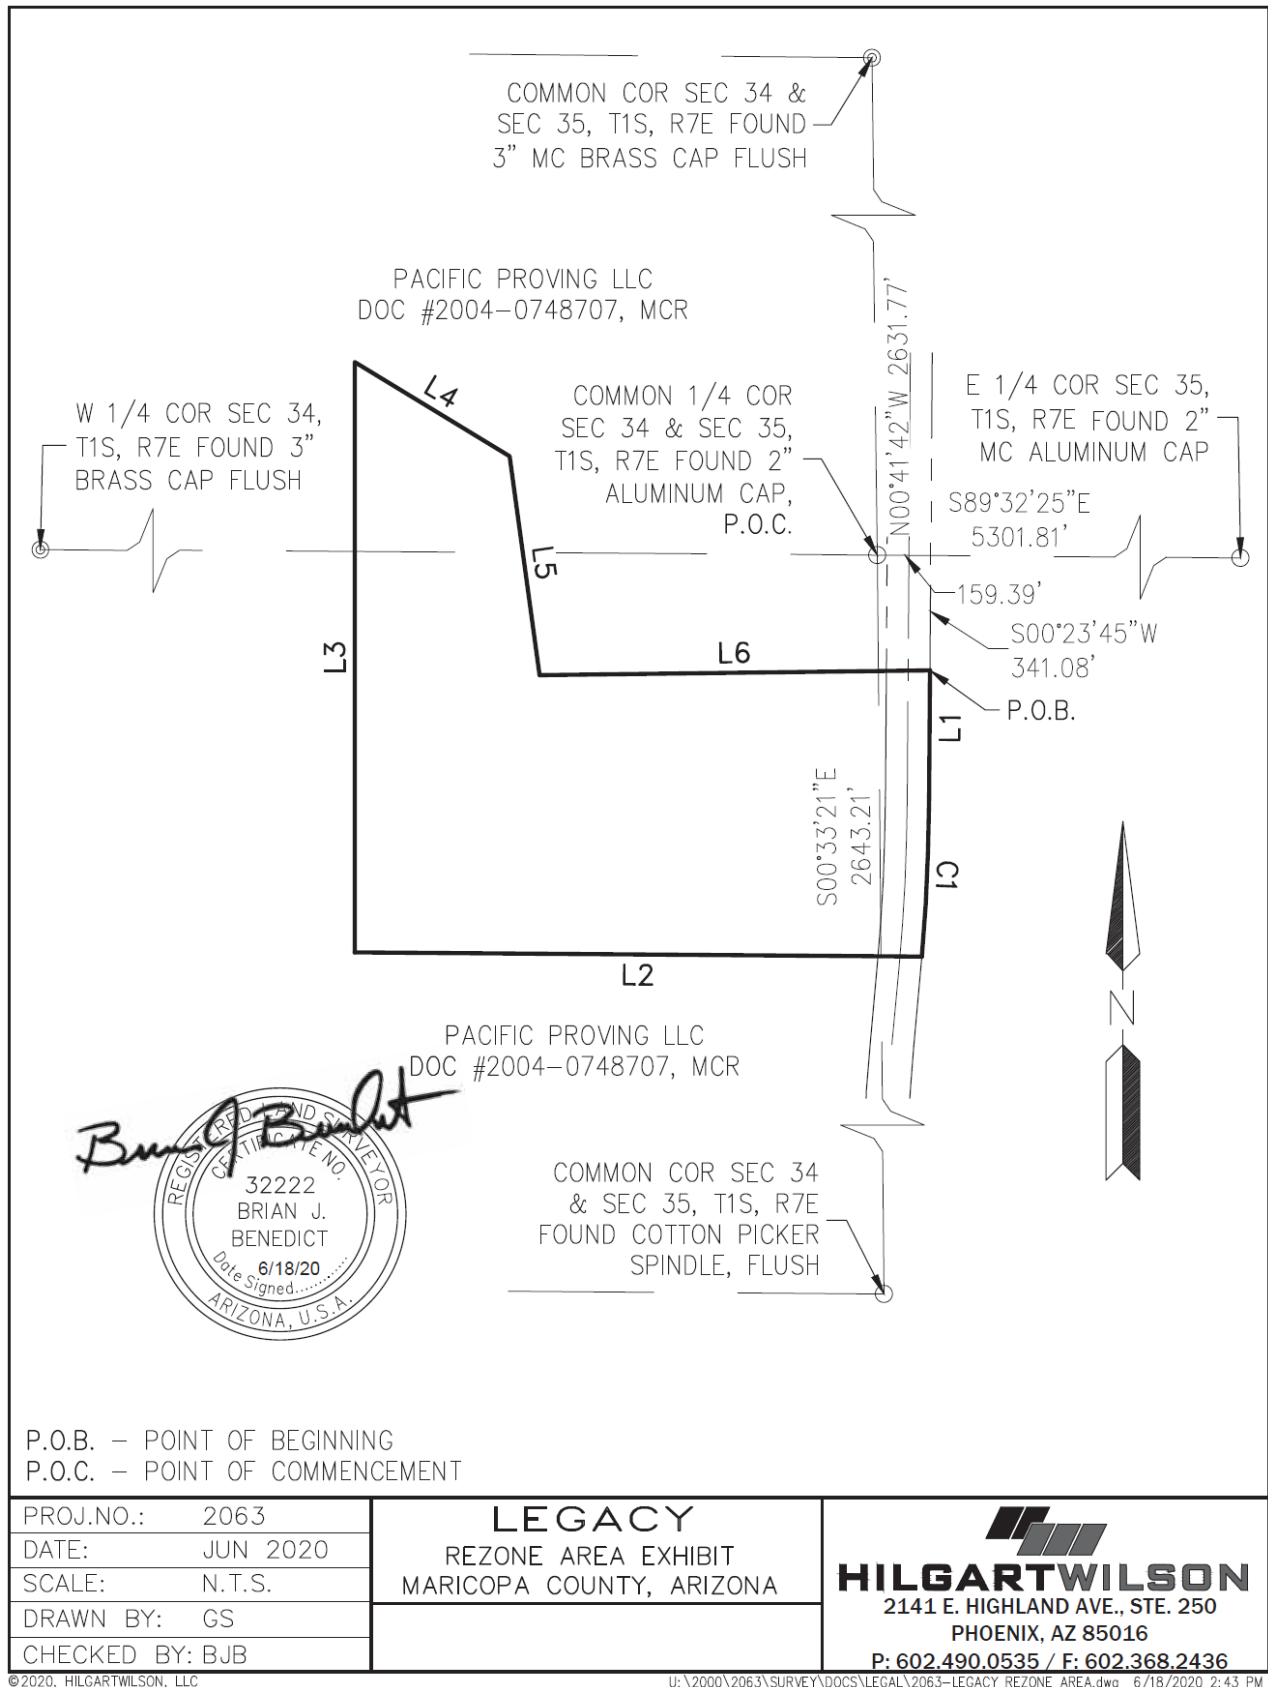 COMMON COR SEC 34 &
SEC 35, T1S, R7E FOUND
3" MC BRASS CAP FLUSH
PACIFIC PROVING LLC
DOC #2004-0748707, MCR
N00°41'42"W 2631.77'
L4
W 1/4 COR SEC 34,
T1S, R7E FOUND 3"
BRASS CAP FLUSH
COMMON 1/4 COR
SEC 34 & SEC 35,
T1S, R7E FOUND 2"
ALUMINUM CAP,
P.O.C.
E 1/4 COR SEC 35,
T1S, R7E FOUND 2"
MC ALUMINUM CAP
S89°32'25"E
5301.81'
L5
159.39'
S00°23'45"W
341.08'
L3
L6
P.O.B.
L1
S00°33'21"E
2643.21'
C1
L2
N
PACIFIC PROVING LLC
DOC #2004-0748707, MCR
REGISTERED LAND SURVEYOR
CERTIFICATE NO.
32222
BRIAN J.
BENEDICT
6/18/20
Date Signed..............
ARIZONA, U.S.A.
COMMON COR SEC 34
& SEC 35, T1S, R7E
FOUND COTTON PICKER
SPINDLE, FLUSH
P.O.B. - POINT OF BEGINNING
P.O.C. - POINT OF COMMENCEMENT
PROJ.NO.: 2063
DATE: JUN 2020
SCALE: N.T.S.
DRAWN BY: GS
CHECKED BY: BJB
LEGACY
REZONE AREA EXHIBIT
MARICOPA COUNTY, ARIZONA
HILGARTWILSON
2141 E. HIGHLAND AVE., STE. 250
PHOENIX, AZ 85016
P: 602.490.0535 / F: 602.368.2436
©2020, HILGARTWILSON, LLC
U:\2000\2063\SURVEY\DOCS\LEGAL\2063-LEGACY REZONE AREA.dwg 6/18/2020 2:43 PM